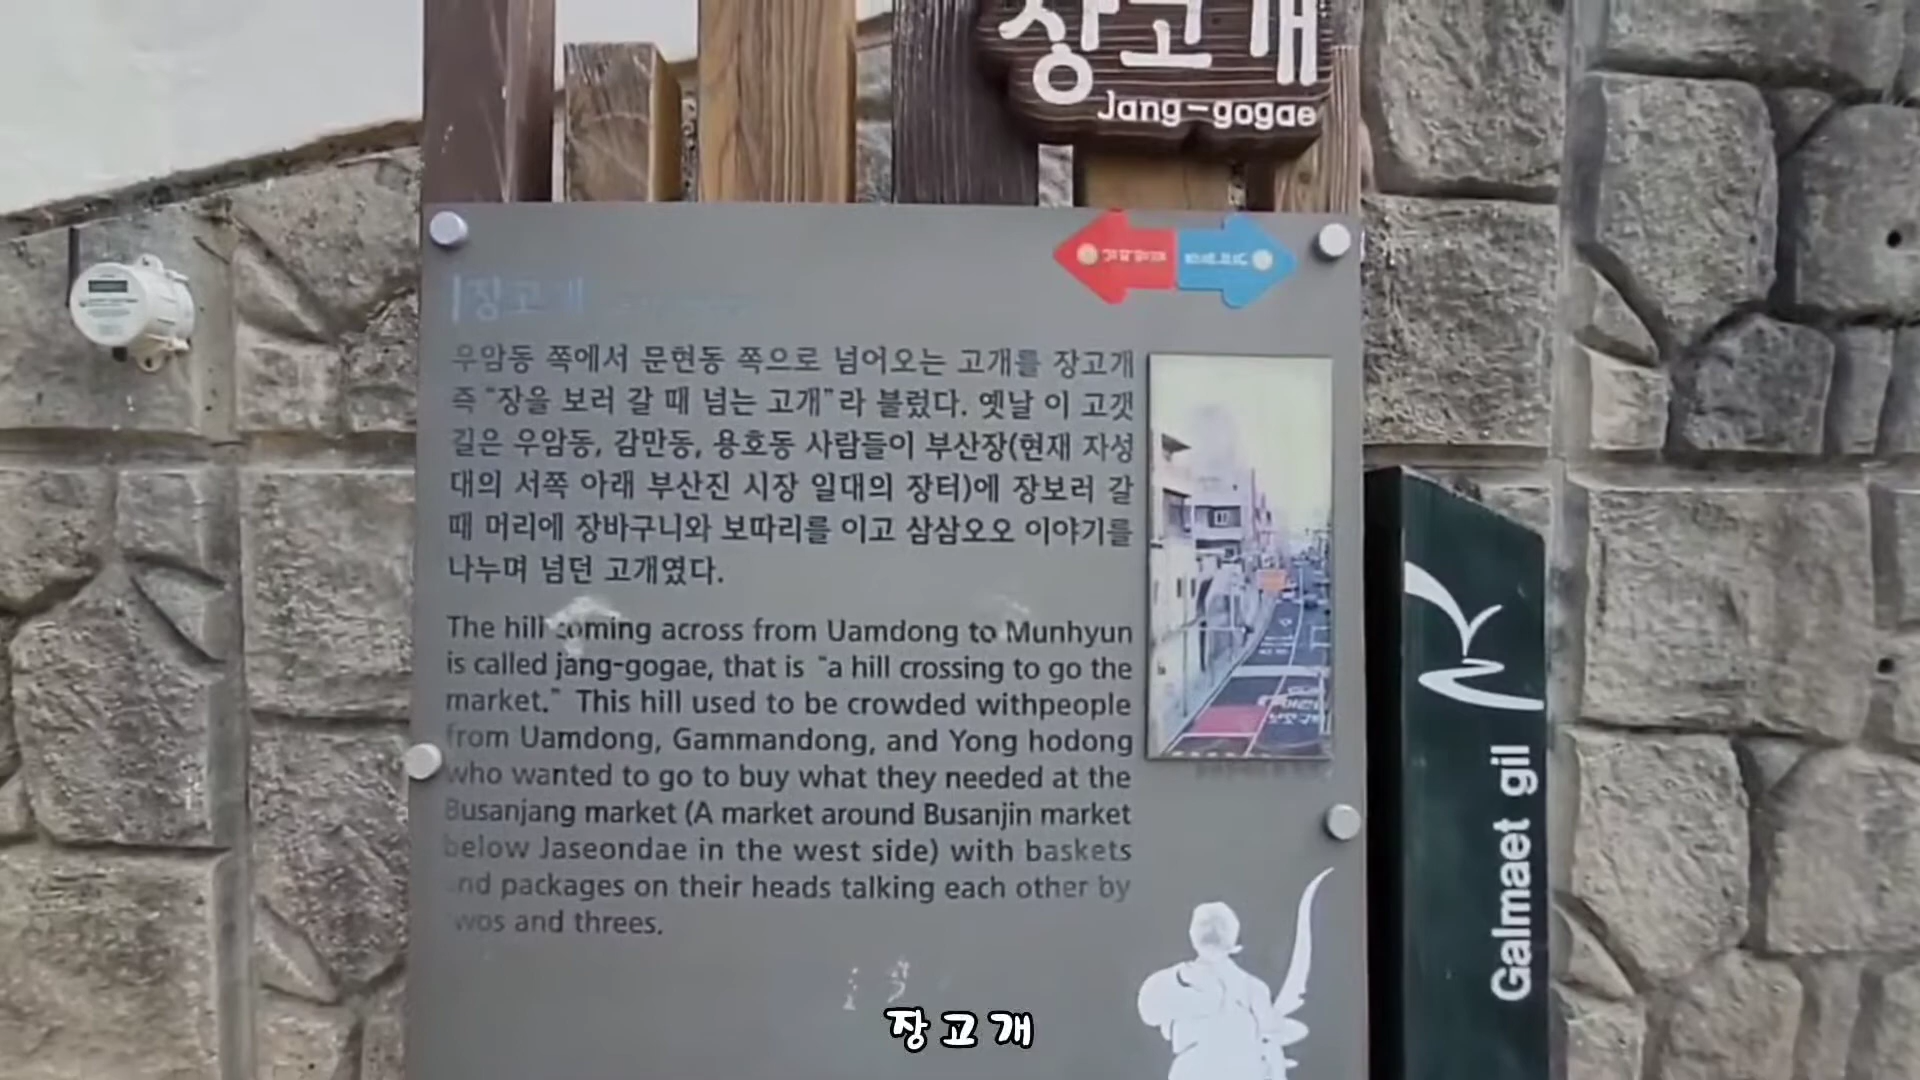 장고개
Jang-gogae
장고개
우암동 쪽에서 문현동 쪽으로 넘어오는 고개를 장고개
즉 "장을 보러 갈 때 넘는 고개"라 불렀다. 옛날 이 고갯
길은 우암동, 감만동, 용호동 사람들이 부산장(현재 자성
대의 서쪽 아래 부산진 시장 일대의 장터)에 장보러 갈
때 머리에 장바구니와 보따리를 이고 삼삼오오 이야기를
나누며 넘던 고개였다.
The hill coming across from Uamdong to Munhyun
is called jang-gogae, that is "a hill crossing to go the
market." This hill used to be crowded withpeople
from Uamdong, Gammandong, and Yong hodong
who wanted to go to buy what they needed at the
Busanjang market (A market around Busanjin market
below Jaseondae in the west side) with baskets
and packages on their heads talking each other by
twos and threes.
Galmaet gil
장고개